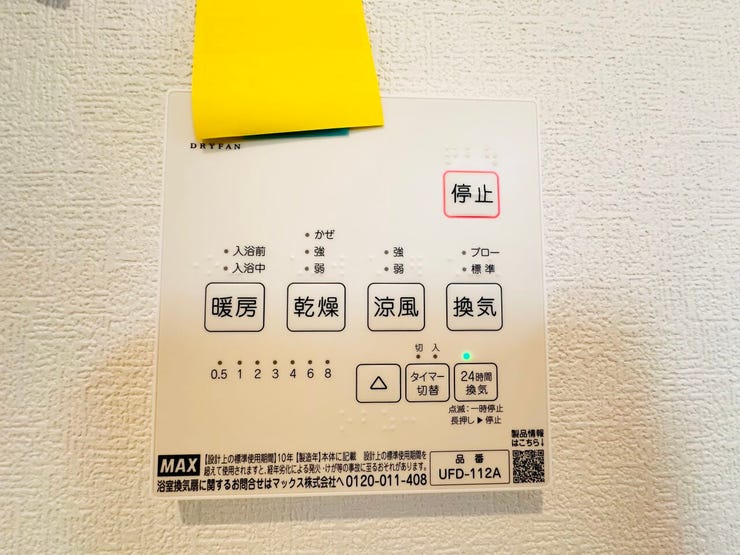 DRYFAN
停止
かぜ
入浴前 強 強 ブロー
入浴中 弱 弱 標準
暖房 乾燥 涼風 換気
切 入
0.5 1 2 3 4 6 8
△ タイマー切替 24時間換気
点滅:一時停止
長押し▶停止
製品情報
はこちら↓
MAX
【設計上の標準使用期間】10年【製造年】本体に記載 設計上の標準使用期間を
超えて使用されますと、経年劣化による発火・けが等の事故に至るおそれがあります。
浴室換気扇に関するお問合せはマックス株式会社へ 0120-011-408
品番
UFD-112A